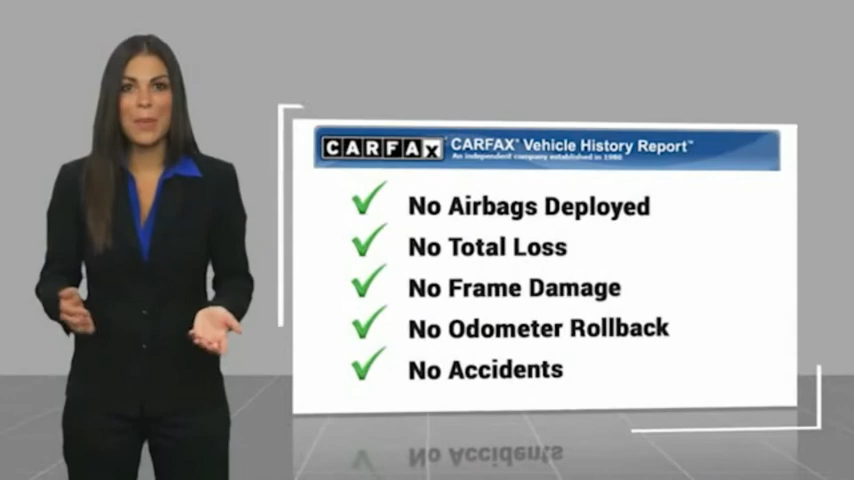 CARFAX CARFAX™ Vehicle History Report™
An independent company established in 1986
No Airbags Deployed
No Total Loss
No Frame Damage
No Odometer Rollback
No Accidents
No Accidents